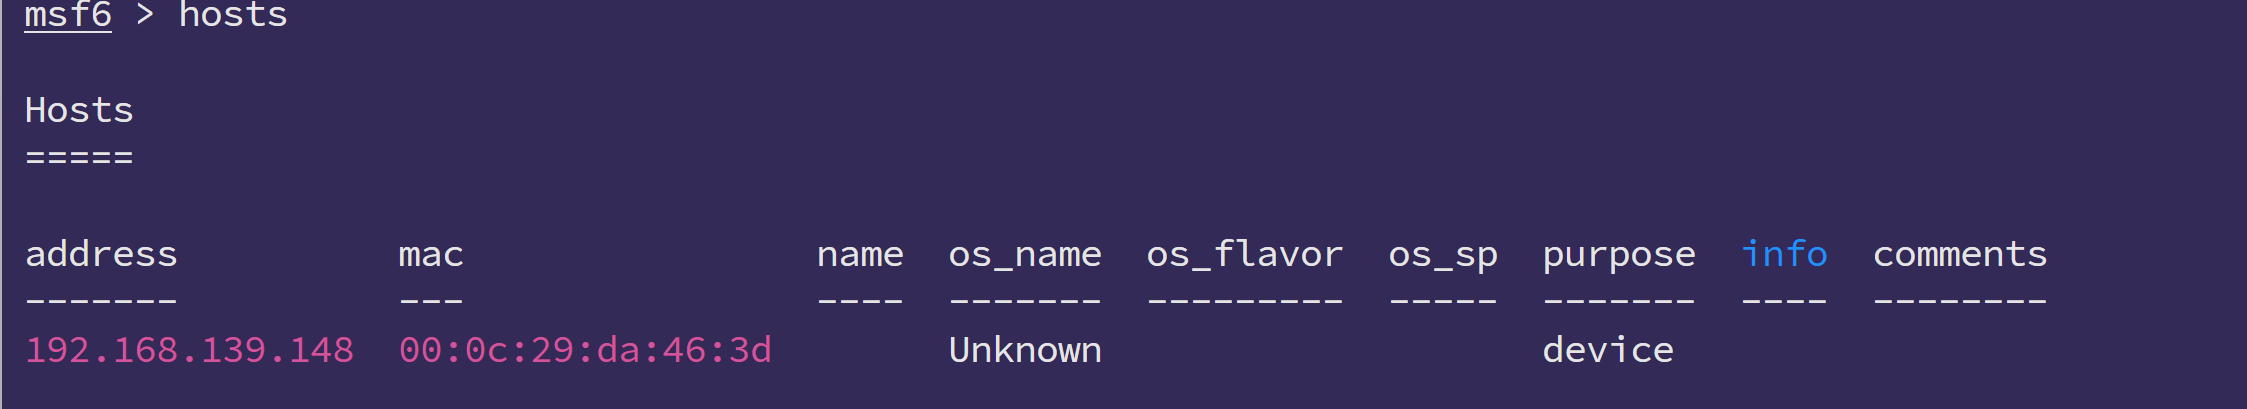 msf6 > hosts
Hosts
=====
address mac name os_name os_flavor os_sp purpose info comments
------- --- ---- ------- --------- ----- ------- ---- --------
192.168.139.148 00:0c:29:da:46:3d Unknown device